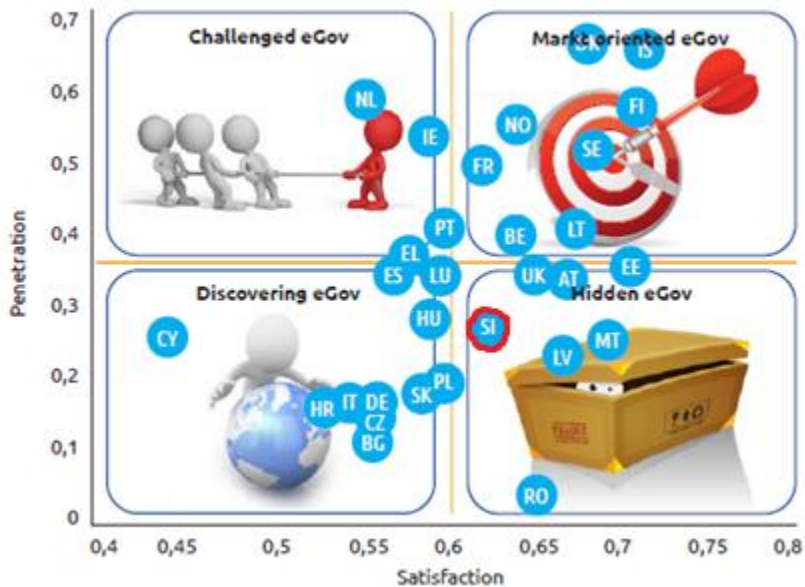 0,7
0,6
0,5
0,4
0,3
0,2
0,1
0
Penetration
Challenged eGov
NL
IE
PT
EL
Markt oriented eGov
DK IS
FI
NO
SE
FR
LT
BE
EE
Discovering eGov
ES LU
HU
CY
PL
SK
HR IT DE
CZ
BG
Hidden eGov
UK AT
SI
MT
LV
RO
0,4 0,45 0,5 0,55 0,6 0,65 0,7 0,75 0,8
Satisfaction